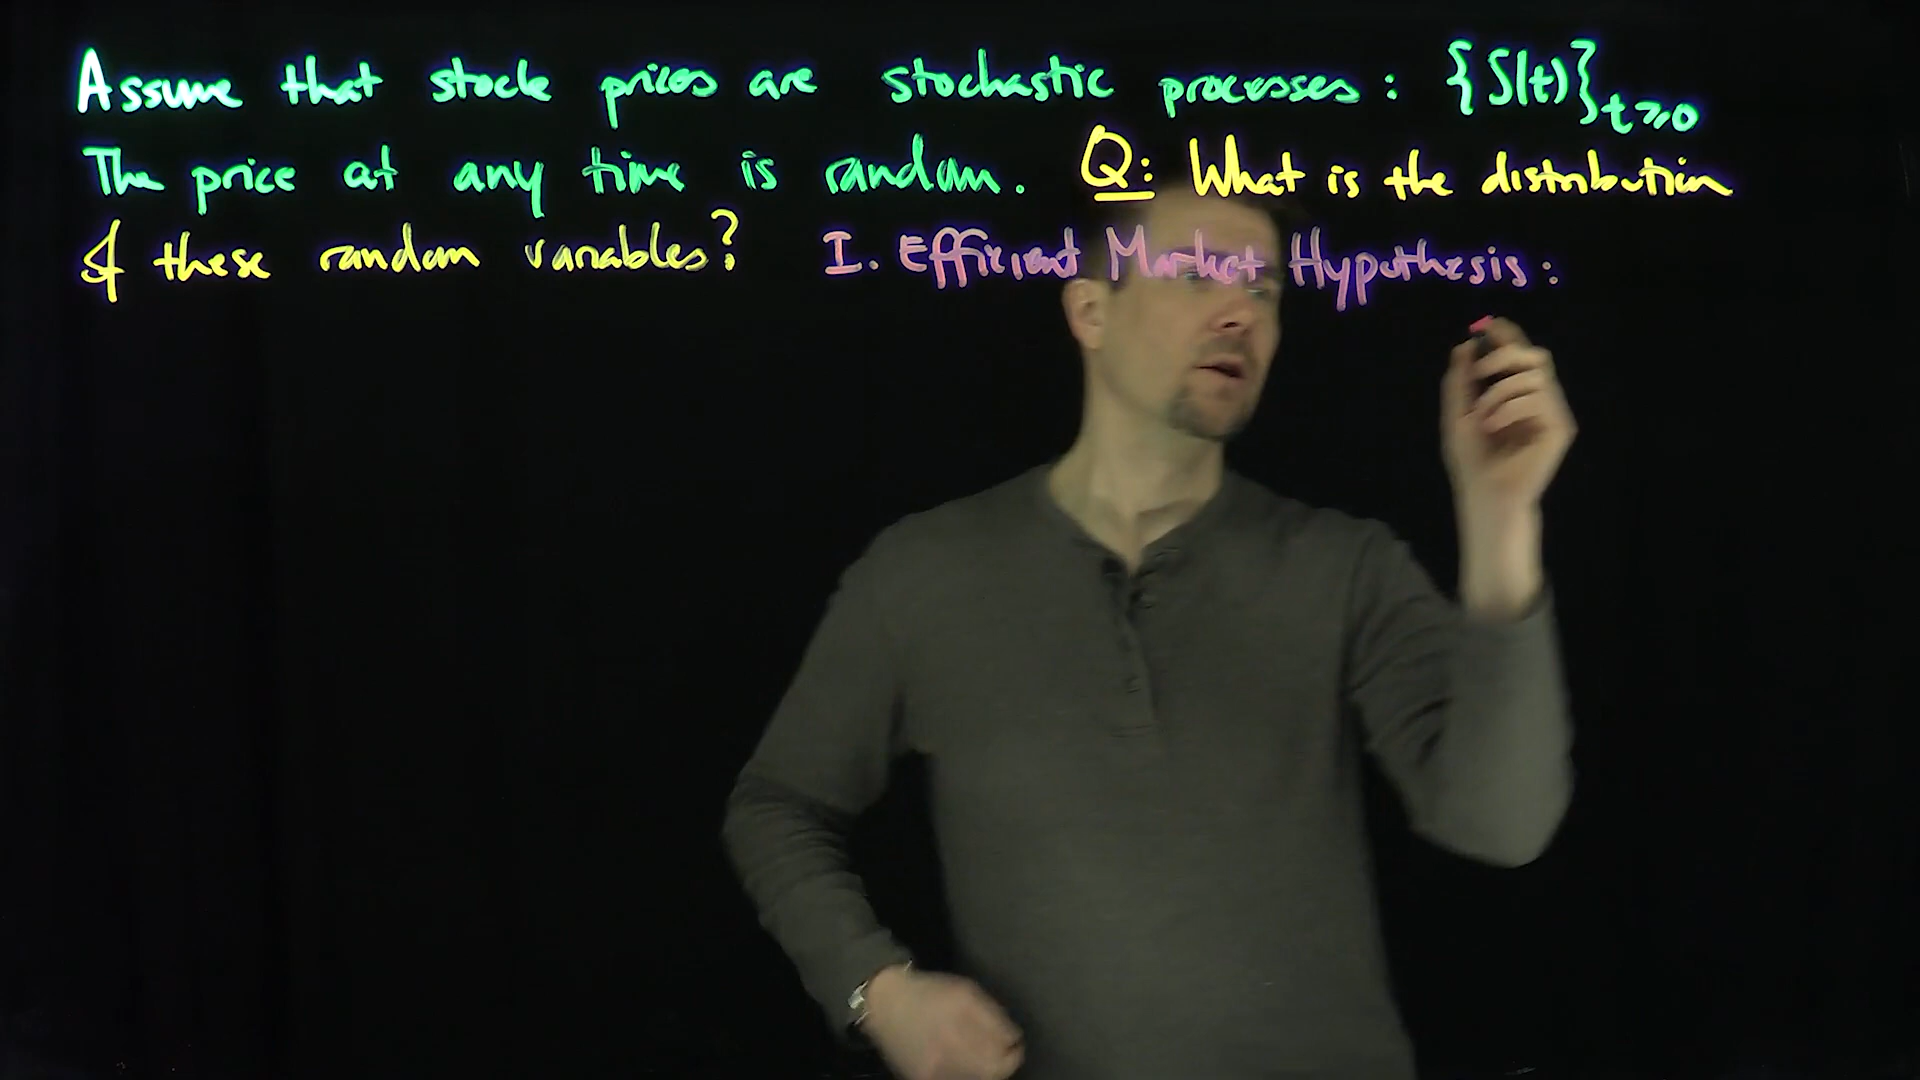 Assume that stock prices are stochastic processes: {S(t)}_{t≥0}
The price at any time is random. Q: What is the distribution
of these random variables? I. Efficient Market Hypothesis: